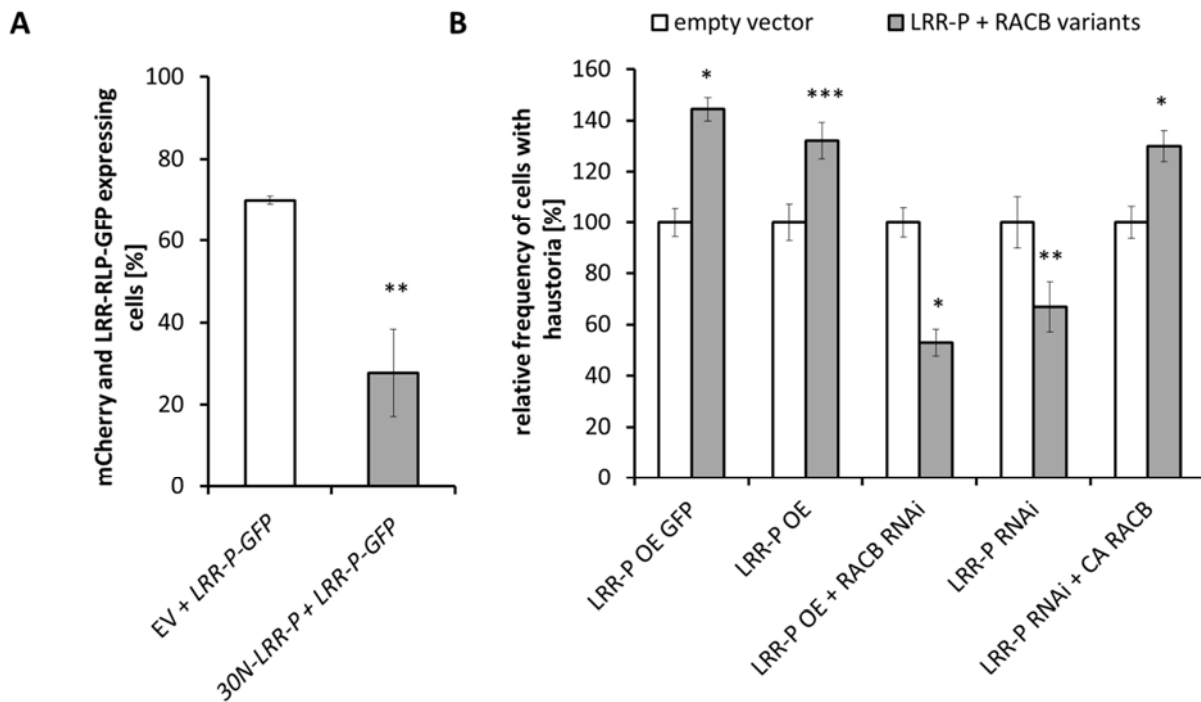 A
mCherry and LRR-RLP-GFP expressing
cells [%]
100
80
60
40
20
0
**
EV + LRR-P-GFP
30N-LRR-P + LRR-P-GFP
B
empty vector
LRR-P + RACB variants
relative frequency of cells with
haustoria [%]
160
140
120
100
80
60
40
20
0
*
***
*
**
*
LRR-P OE GFP
LRR-P OE
LRR-P OE + RACB RNAi
LRR-P RNAi
LRR-P RNAi + CA RACB